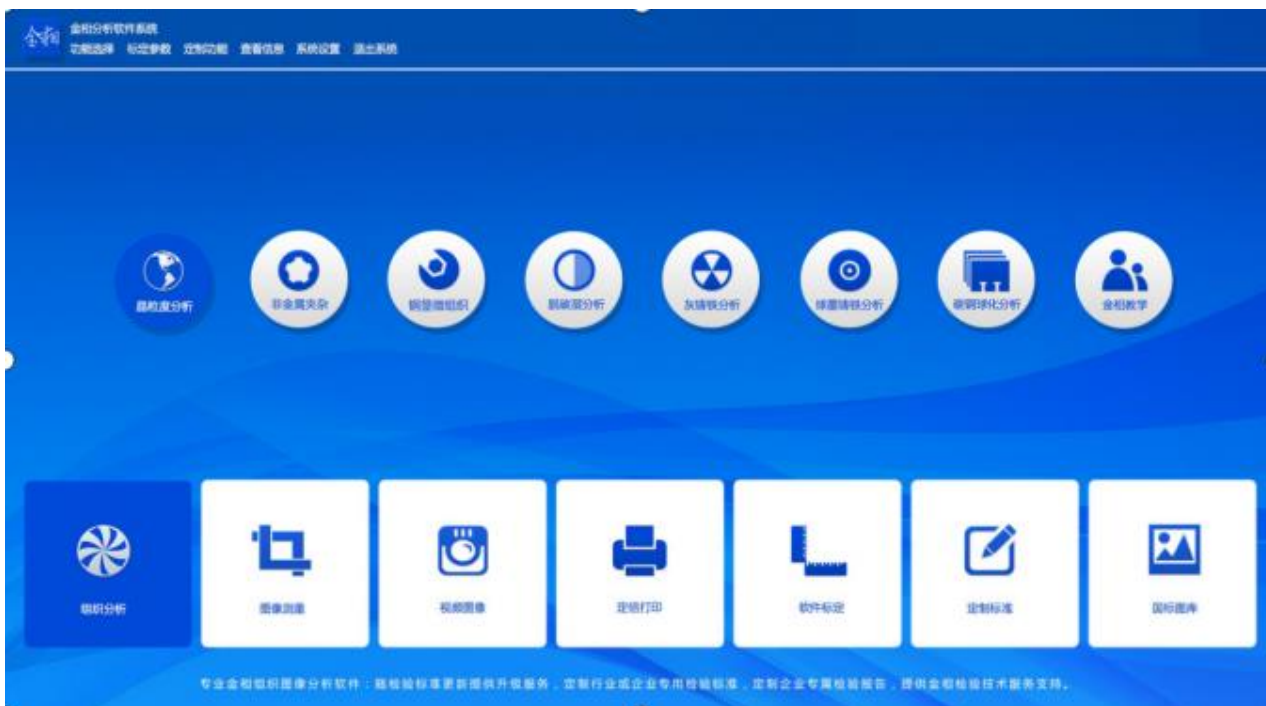 金相
金相分析软件系统
功能选择 标定参数 定制功能 查看信息 系统设置 退出系统
晶粒度分析
非金属夹杂
钢显微组织
脱碳层分析
灰铸铁分析
球墨铸铁分析
碳钢球化分析
金相教学
组织分析
图像测量
视频图像
定倍打印
软件标定
定制标准
国标图库
专业金相组织图像分析软件：随检验标准更新提供升级服务，定制行业或企业专用检验标准，定制企业专属检验报告，提供金相检验技术服务支持。